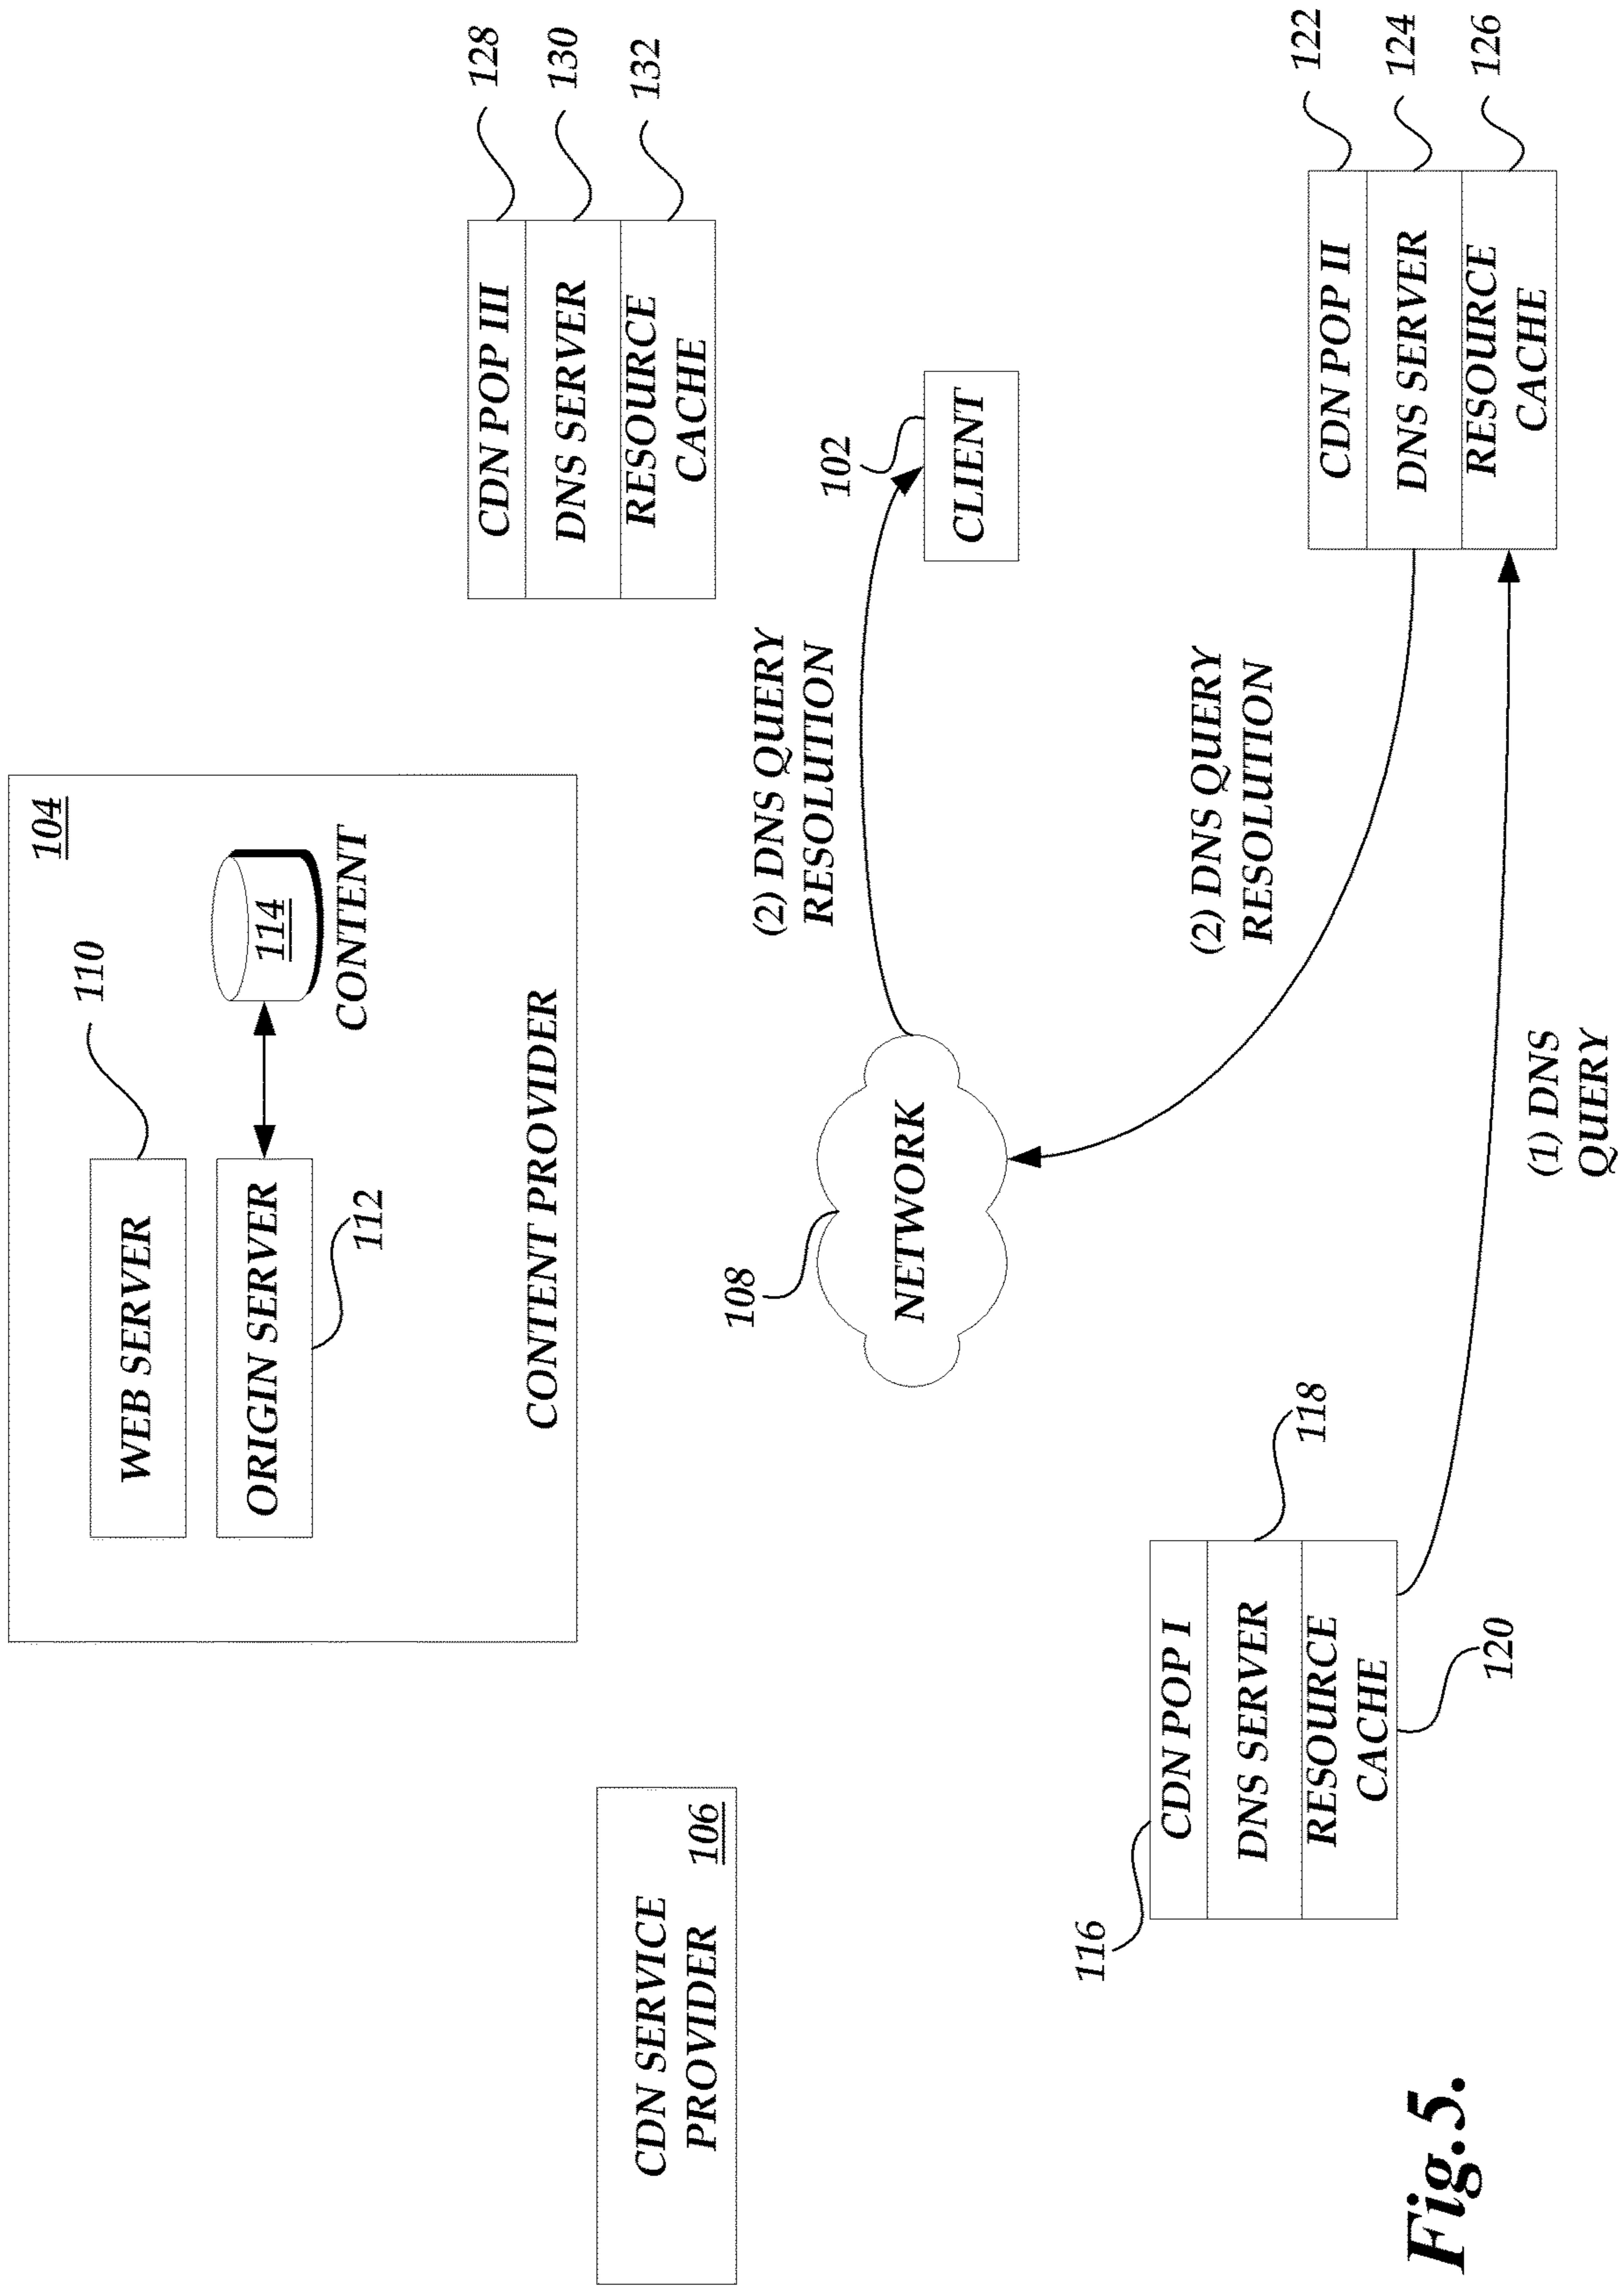 104
110
WEB SERVER
ORIGIN SERVER
114
112
CONTENT
CONTENT PROVIDER
128
130
132
CDN POP III
DNS SERVER
RESOURCE
CACHE
CDN SERVICE
PROVIDER
106
108
NETWORK
(2) DNS QUERY
RESOLUTION
102
CLIENT
116
CDN POP I
DNS SERVER
118
RESOURCE
CACHE
120
(2) DNS QUERY
RESOLUTION
122
124
126
CDN POP II
DNS SERVER
RESOURCE
CACHE
(1) DNS
QUERY
Fig.5.